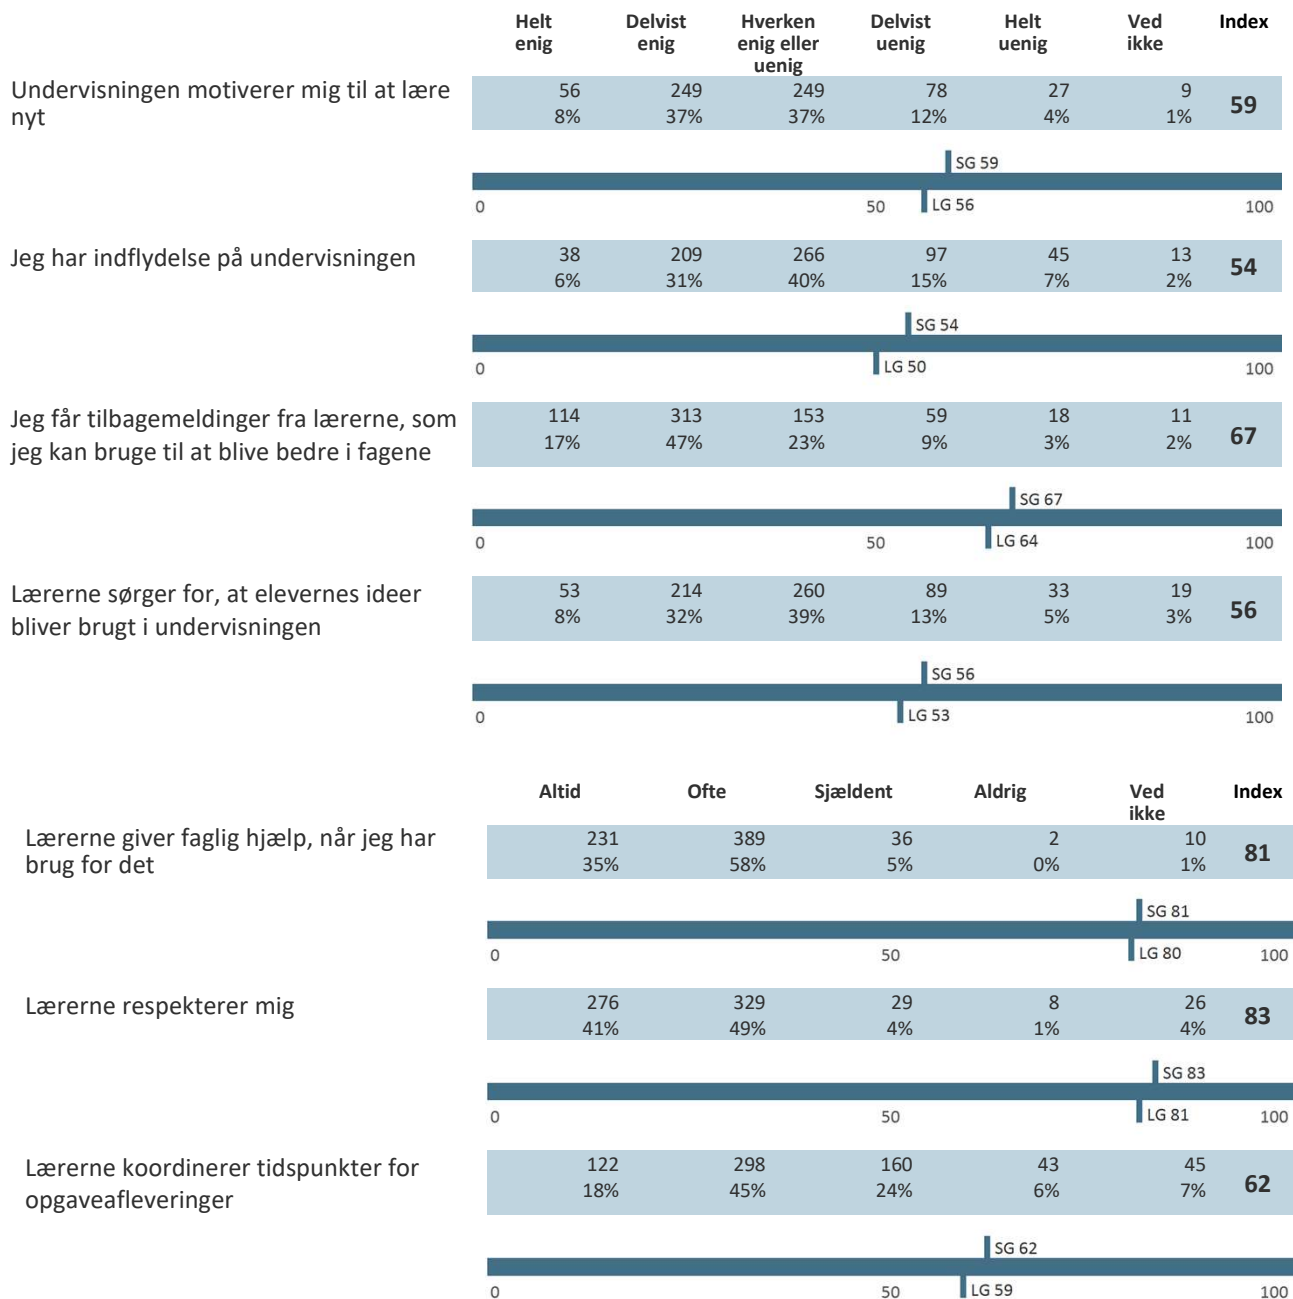 Helt enig Delvist enig Hverken enig eller uenig Delvist uenig Helt uenig Ved ikke Index
Undervisningen motiverer mig til at lære
nyt
56 249 249 78 27 9
8% 37% 37% 12% 4% 1%
59
SG 59
0 50 LG 56 100
Jeg har indflydelse på undervisningen
38 209 266 97 45 13
6% 31% 40% 15% 7% 2%
54
SG 54
0 LG 50 100
Jeg får tilbagemeldinger fra lærerne, som
jeg kan bruge til at blive bedre i fagene
114 313 153 59 18 11
17% 47% 23% 9% 3% 2%
67
SG 67
0 50 LG 64 100
Lærerne sørger for, at elevernes ideer
bliver brugt i undervisningen
53 214 260 89 33 19
8% 32% 39% 13% 5% 3%
56
SG 56
0 LG 53 100
Altid Ofte Sjældent Aldrig Ved ikke Index
Lærerne giver faglig hjælp, når jeg har
brug for det
231 389 36 2 10
35% 58% 5% 0% 1%
81
SG 81
0 50 LG 80 100
Lærerne respekterer mig
276 329 29 8 26
41% 49% 4% 1% 4%
83
SG 83
0 50 LG 81 100
Lærerne koordinerer tidspunkter for
opgaveafleveringer
122 298 160 43 45
18% 45% 24% 6% 7%
62
SG 62
0 50 LG 59 100